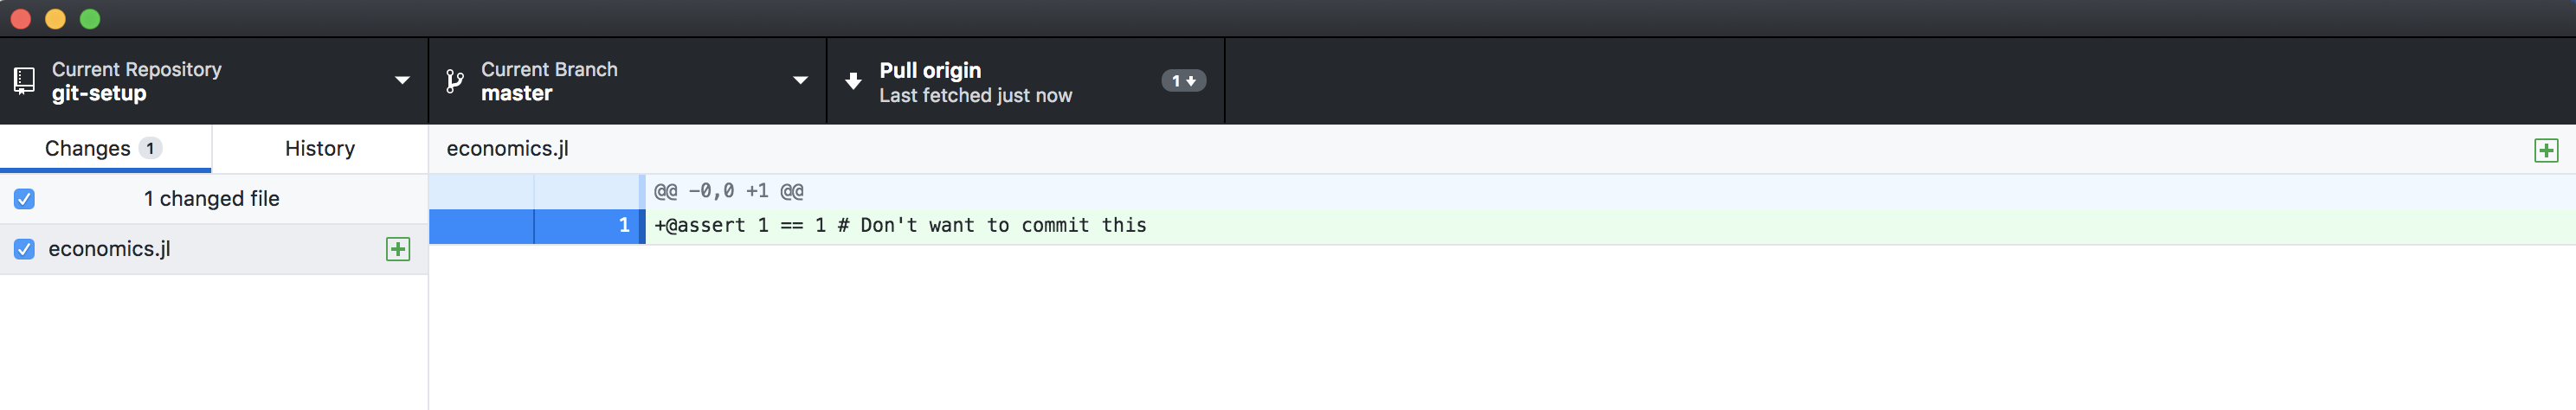 Current Repository
git-setup
Current Branch
master
Pull origin
Last fetched just now
1
Changes 1
History
economics.jl
1 changed file
@@ -0,0 +1 @@
economics.jl
1 +@assert 1 == 1 # Don't want to commit this